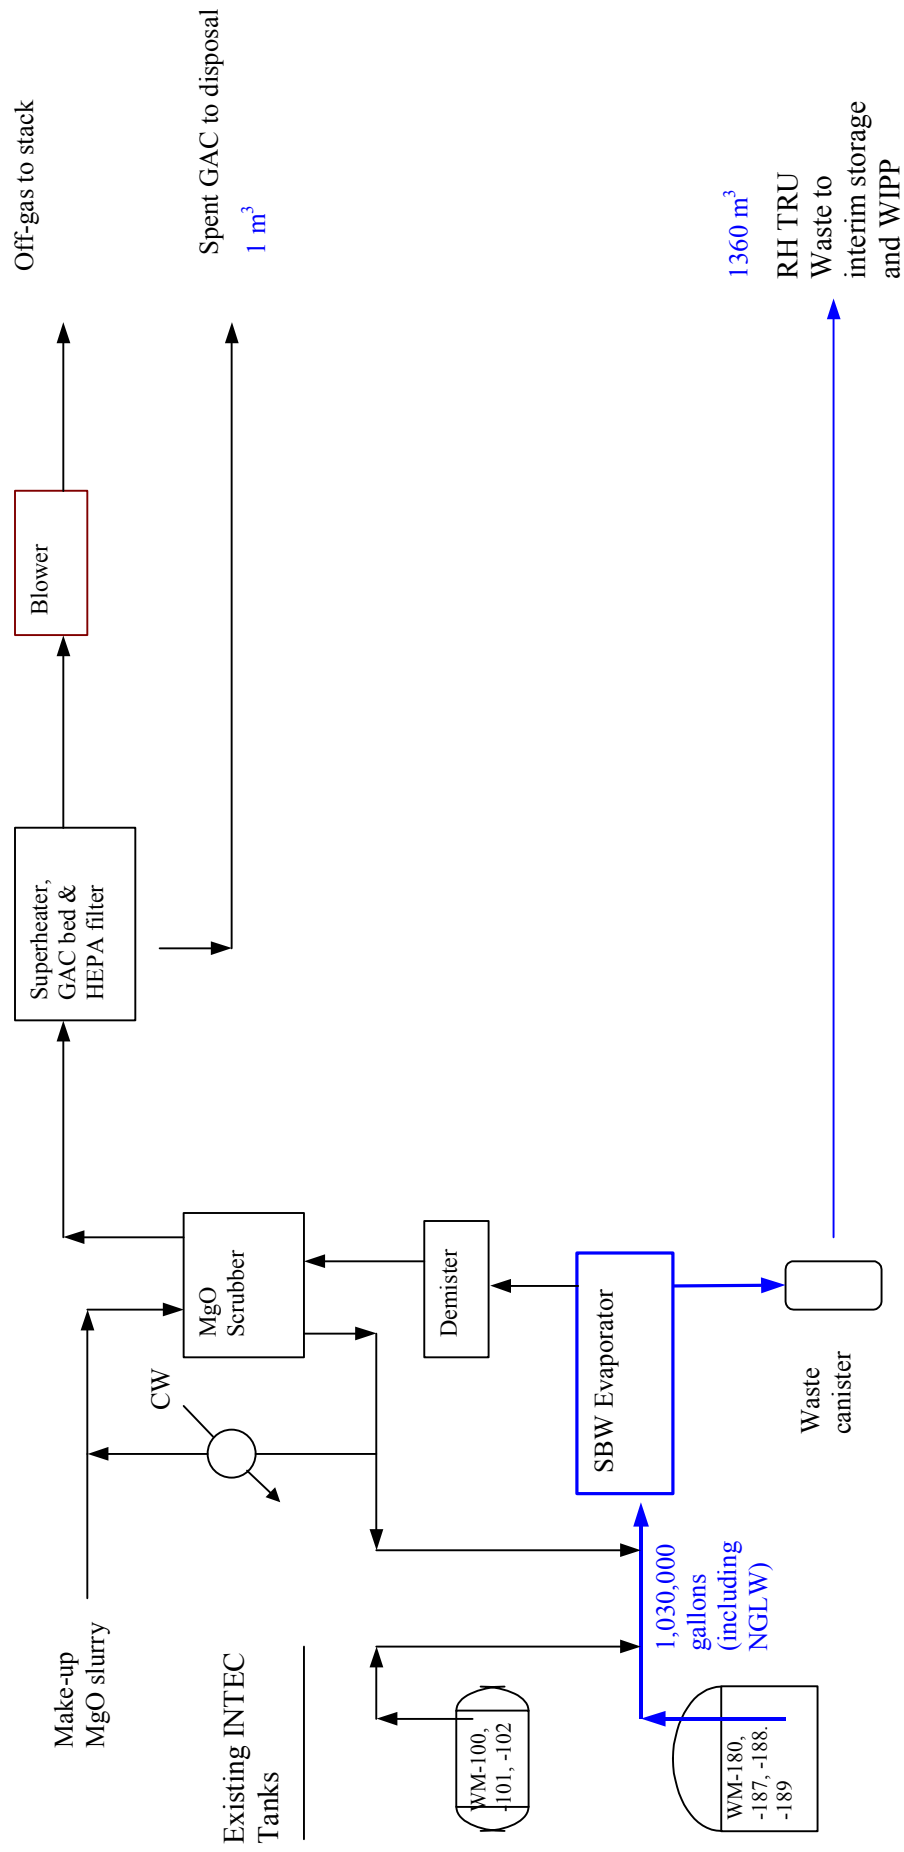 Make-up
MgO slurry
Existing INTEC
Tanks
WM-100,
-101, -102
WM-180,
-187, -188.
-189
1,030,000
gallons
(including
NGLW)
CW
MgO
Scrubber
Demister
SBW Evaporator
Waste
canister
Superheater,
GAC bed &
HEPA filter
Blower
Off-gas to stack
Spent GAC to disposal
1 m³
1360 m³
RH TRU
Waste to
interim storage
and WIPP